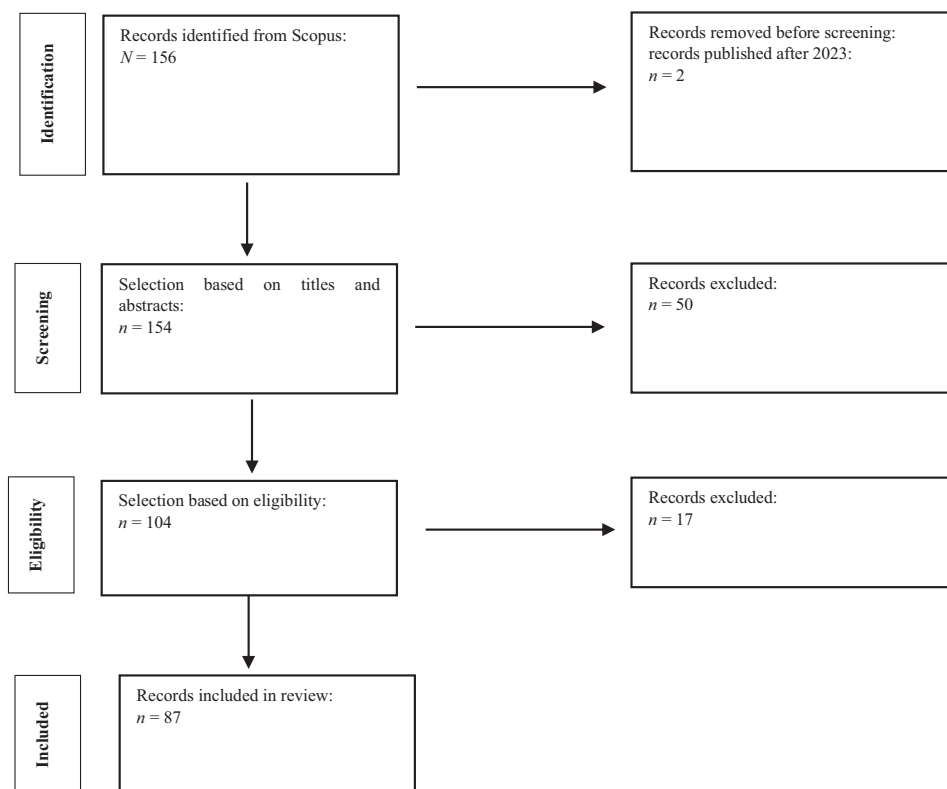 Identification
Records identified from Scopus:
N = 156
Records removed before screening:
records published after 2023:
n = 2
Screening
Selection based on titles and
abstracts:
n = 154
Records excluded:
n = 50
Eligibility
Selection based on eligibility:
n = 104
Records excluded:
n = 17
Included
Records included in review:
n = 87